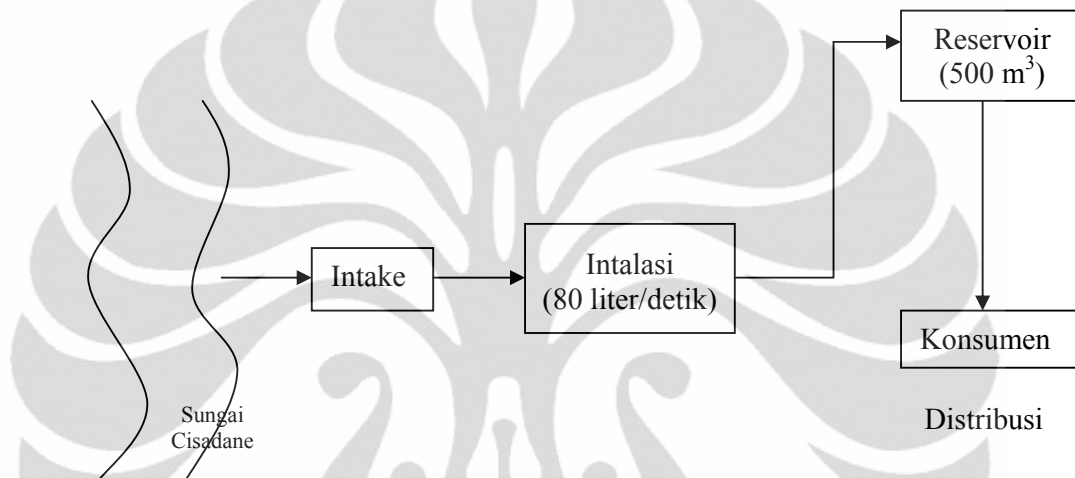 Sungai
Cisadane
Intake
Intalasi
(80 liter/detik)
Reservoir
(500 m³)
Konsumen
Distribusi